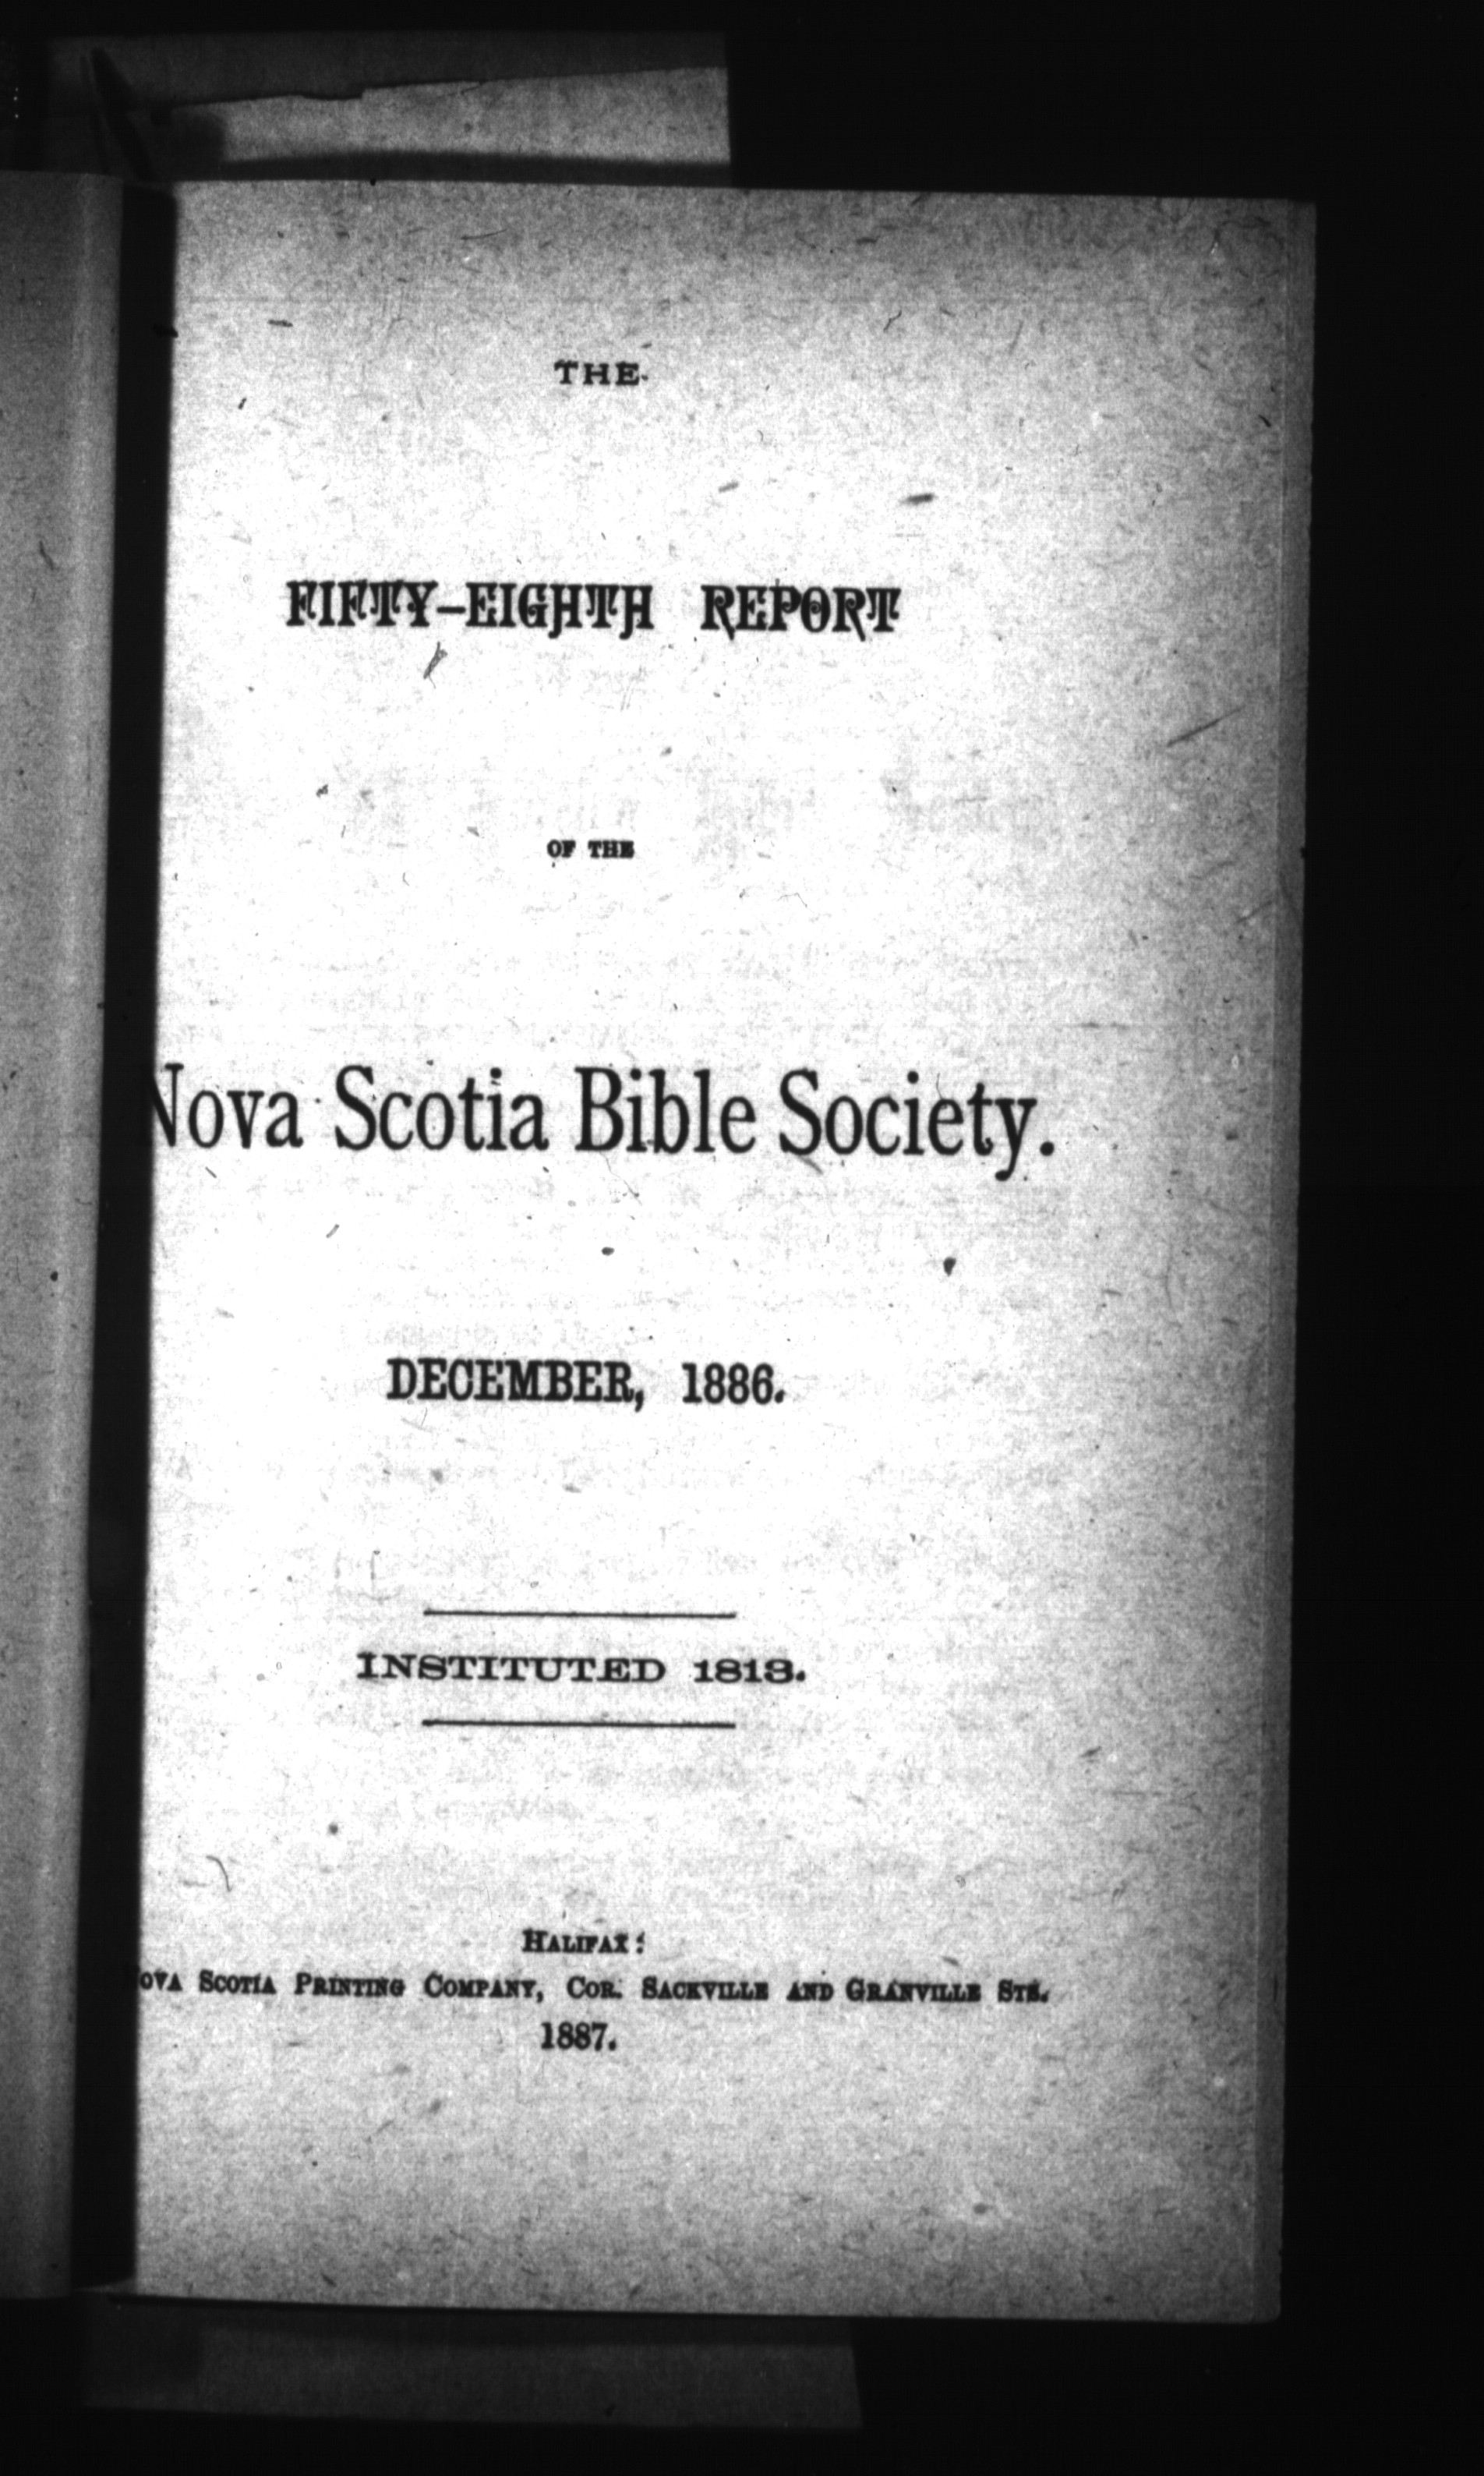 THE
FIFTY-EIGHTH REPORT
OF THE
Nova Scotia Bible Society.
DECEMBER, 1886.
INSTITUTED 1813.
HALIFAX:
NOVA SCOTIA PRINTING COMPANY, COR. SACKVILLE AND GRANVILLE STS.
1887.